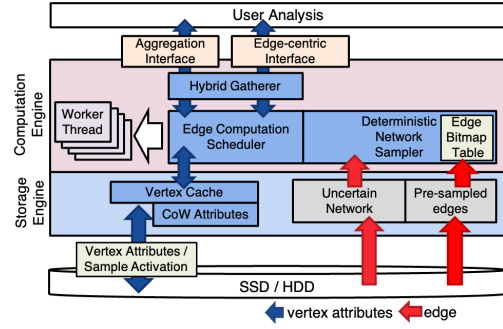 User Analysis
Aggregation
Interface
Edge-centric
Interface
Computation
Engine
Hybrid Gatherer
Worker
Thread
Edge Computation
Scheduler
Deterministic
Network
Sampler
Edge
Bitmap
Table
Storage
Engine
Vertex Cache
CoW Attributes
Uncertain
Network
Pre-sampled
edges
Vertex Attributes /
Sample Activation
SSD / HDD
vertex attributes
edge